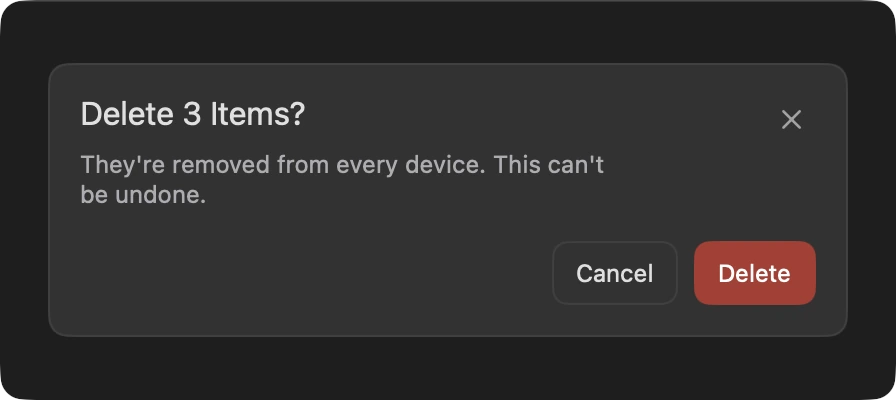 Delete 3 Items?
They're removed from every device. This can't
be undone.
Cancel
Delete